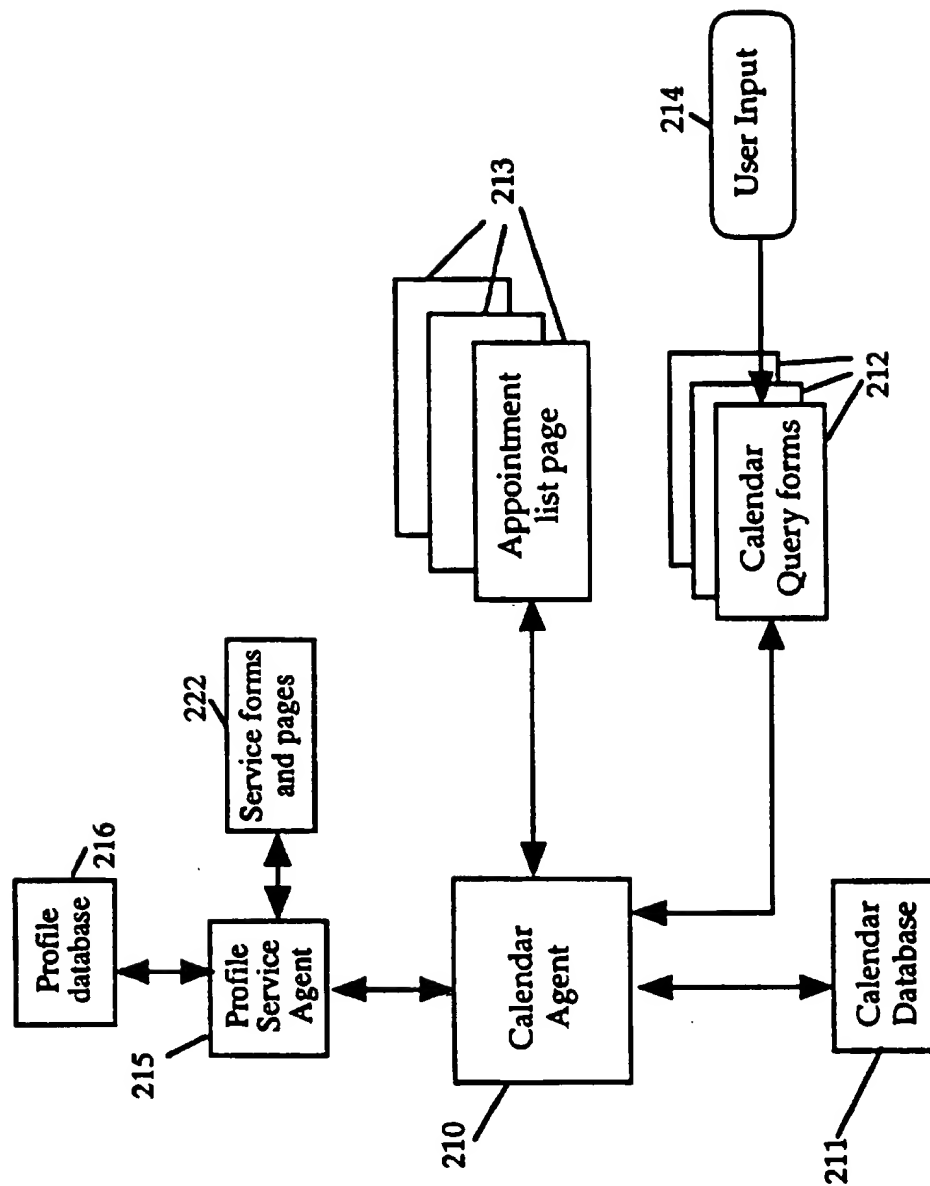 216
Profile
database
222
Service forms
and pages
215
Profile
Service
Agent
213
Appointment
list page
210
Calendar
Agent
214
User Input
212
Calendar
Query forms
211
Calendar
Database